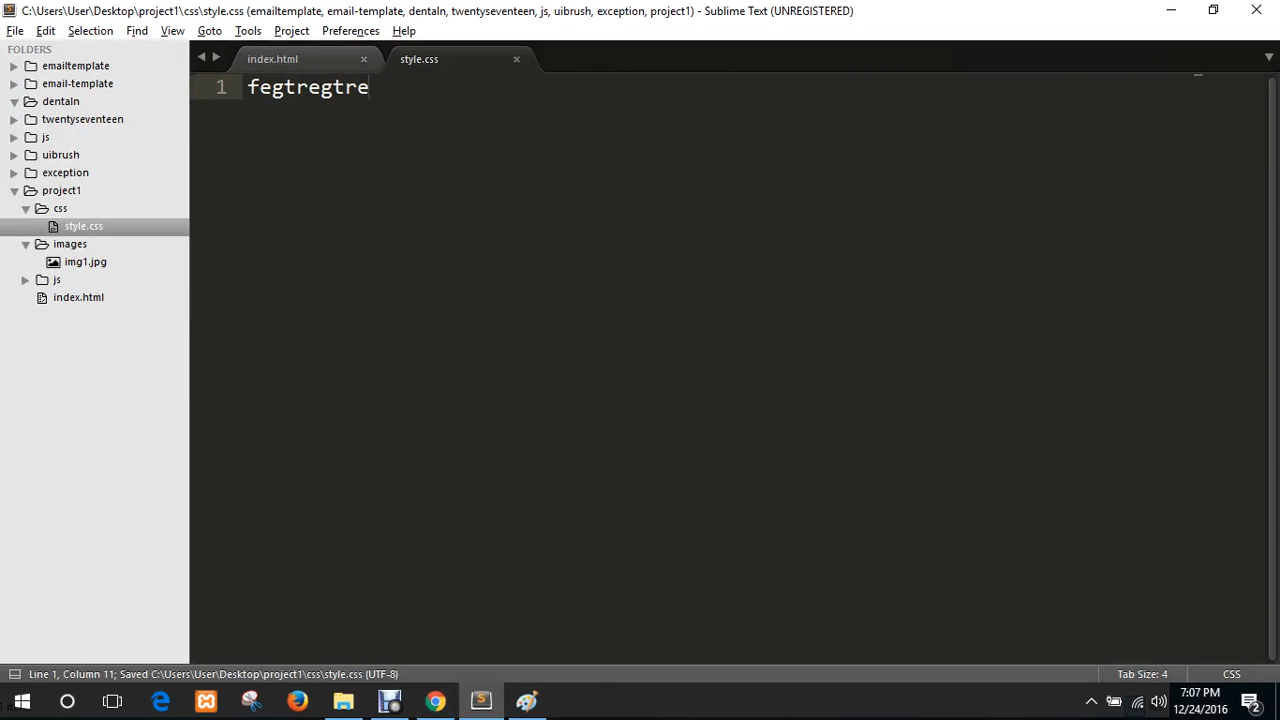 C:\Users\User\Desktop\project1\css\style.css (emailtemplate, email-template, dentaln, twentyseventeen, js, uibrush, exception, project1) - Sublime Text (UNREGISTERED)
File Edit Selection Find View Goto Tools Project Preferences Help
FOLDERS
emailtemplate
email-template
dentaln
twentyseventeen
js
uibrush
exception
project1
css
style.css
images
img1.jpg
js
index.html
index.html
style.css
1 fegtregtre
Line 1, Column 11; Saved C:\Users\User\Desktop\project1\css\style.css (UTF-8)
Tab Size: 4
CSS
7:07 PM
12/24/2016
2